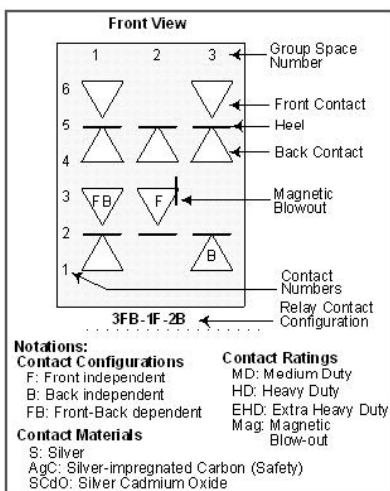 Front View
1 2 3
Group Space
Number
6
Front Contact
5
Heel
4
Back Contact
3 FB F
Magnetic
Blowout
2
B
1
Contact
Numbers
3FB-1F-2B
Relay Contact
Configuration
Notations:
Contact Configurations
F: Front independent
B: Back independent
FB: Front-Back dependent
Contact Ratings
MD: Medium Duty
HD: Heavy Duty
EHD: Extra Heavy Duty
Mag: Magnetic
Blow-out
Contact Materials
S: Silver
AgC: Silver-impregnated Carbon (Safety)
SCdO: Silver Cadmium Oxide